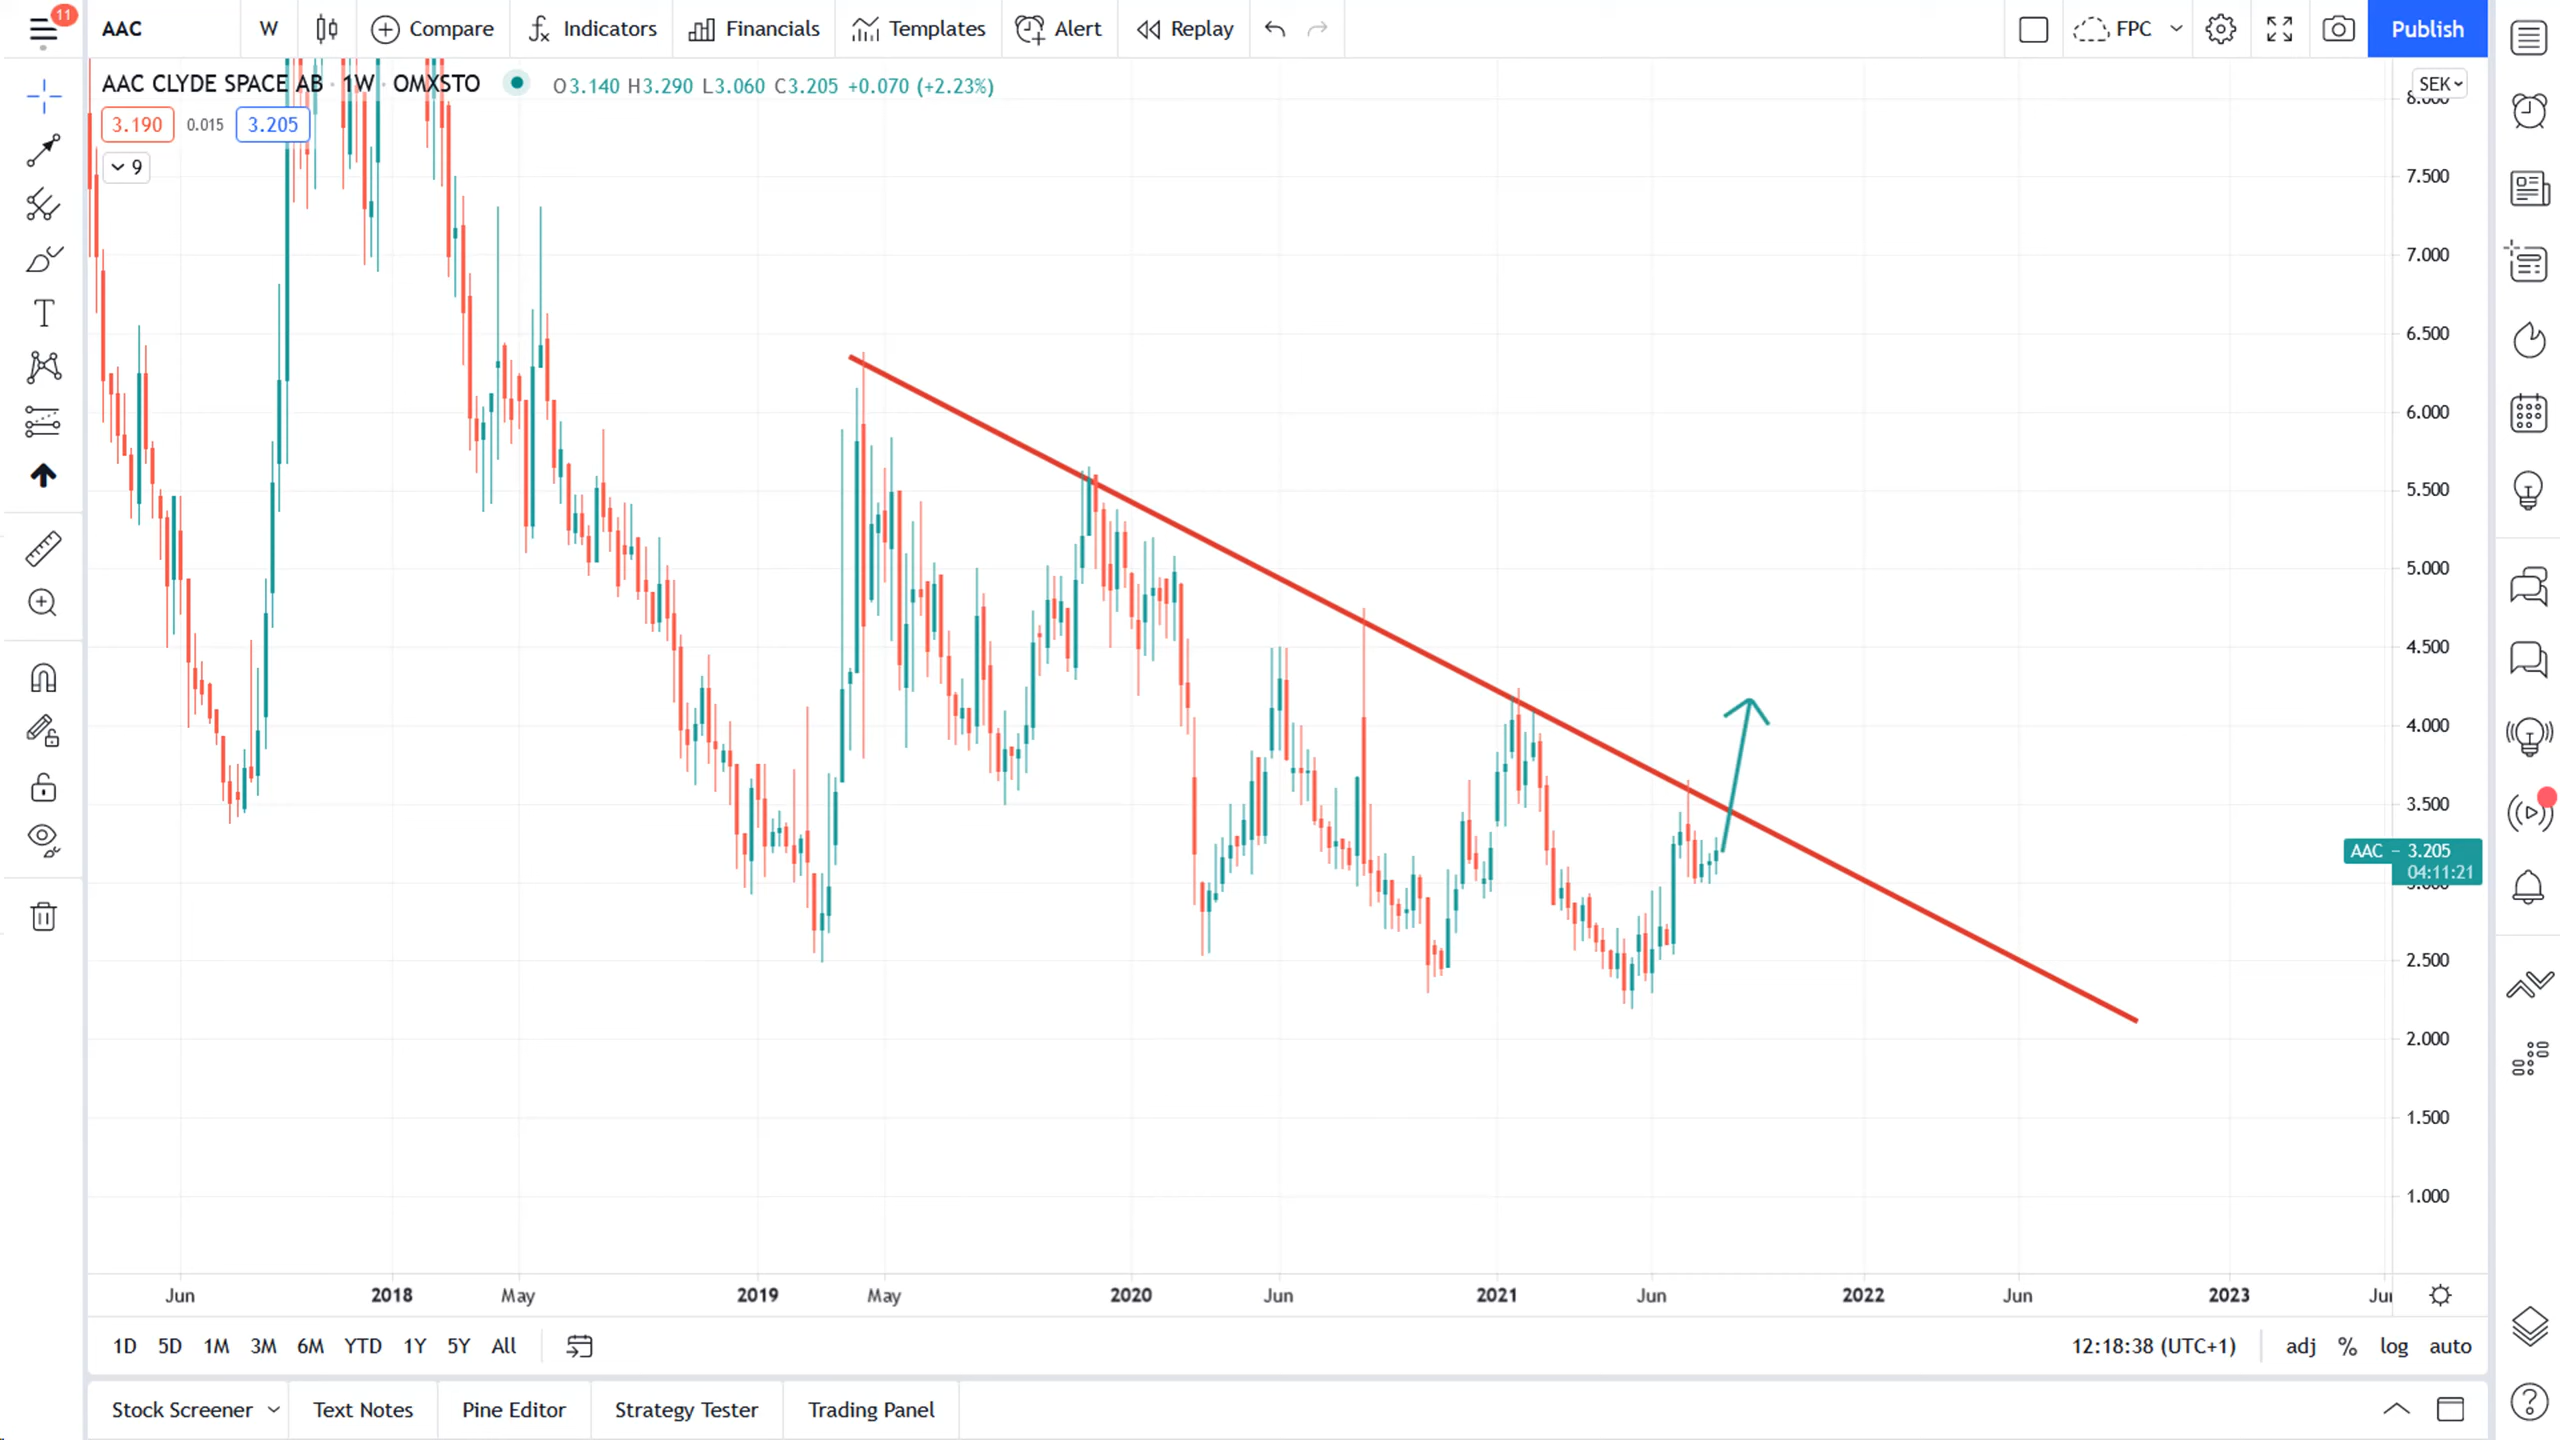 11
AAC W Compare Indicators Financials Templates Alert Replay FPC Publish
AAC CLYDE SPACE AB · 1W · OMXSTO O3.140 H3.290 L3.060 C3.205 +0.070 (+2.23%)
SEK
3.190 0.015 3.205
9
8.000
7.500
7.000
6.500
6.000
5.500
5.000
4.500
4.000
3.500
AAC – 3.205
04:11:21
3.000
2.500
2.000
1.500
1.000
Jun 2018 May 2019 May 2020 Jun 2021 Jun 2022 Jun 2023
1D 5D 1M 3M 6M YTD 1Y 5Y All 12:18:38 (UTC+1) adj % log auto
Stock Screener Text Notes Pine Editor Strategy Tester Trading Panel